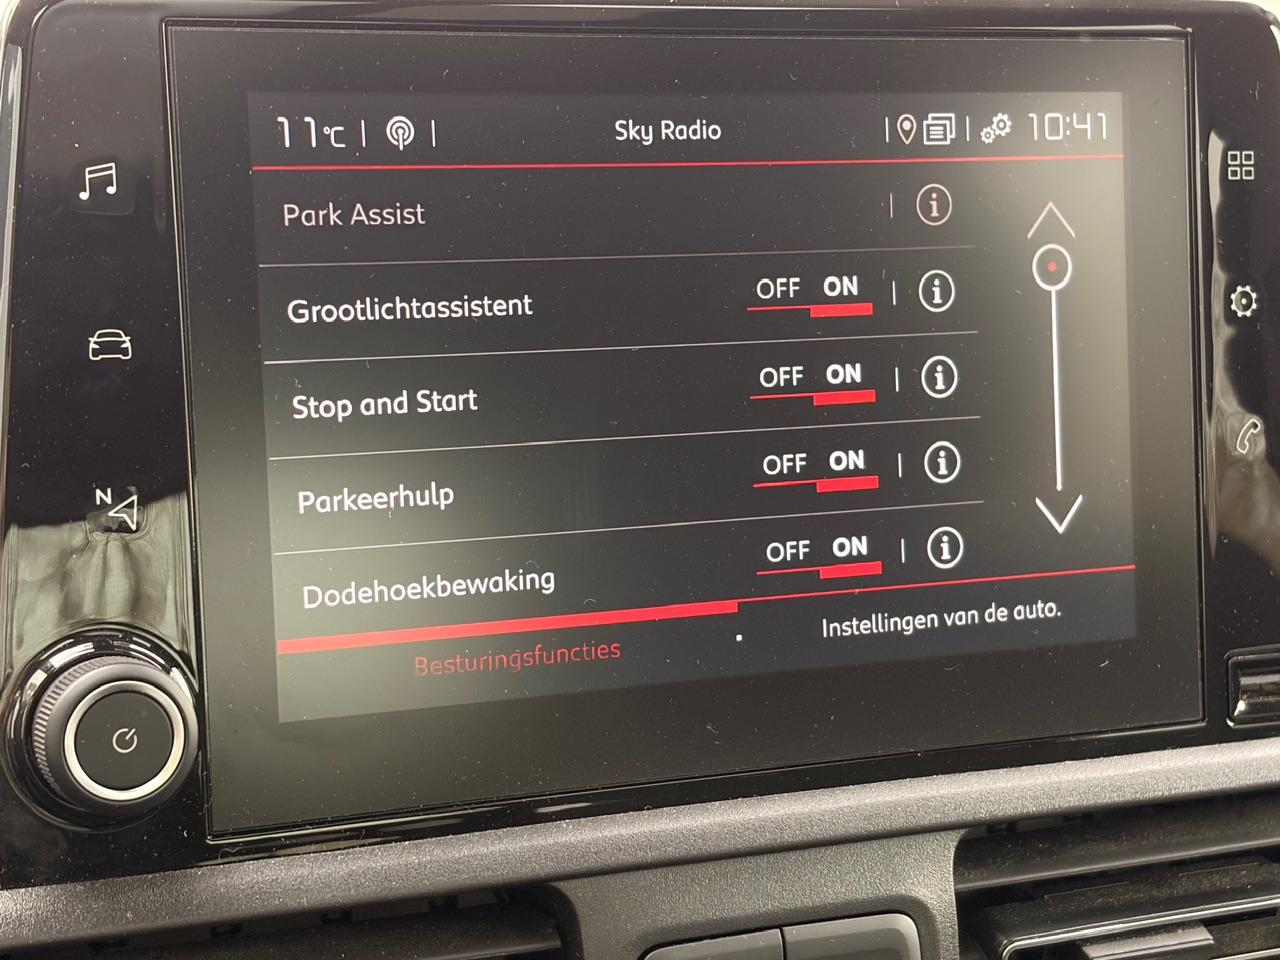 11°C Sky Radio 10:41
Park Assist
Grootlichtassistent OFF ON
Stop and Start OFF ON
Parkeerhulp OFF ON
Dodehoekbewaking OFF ON
Besturingsfuncties Instellingen van de auto.
N